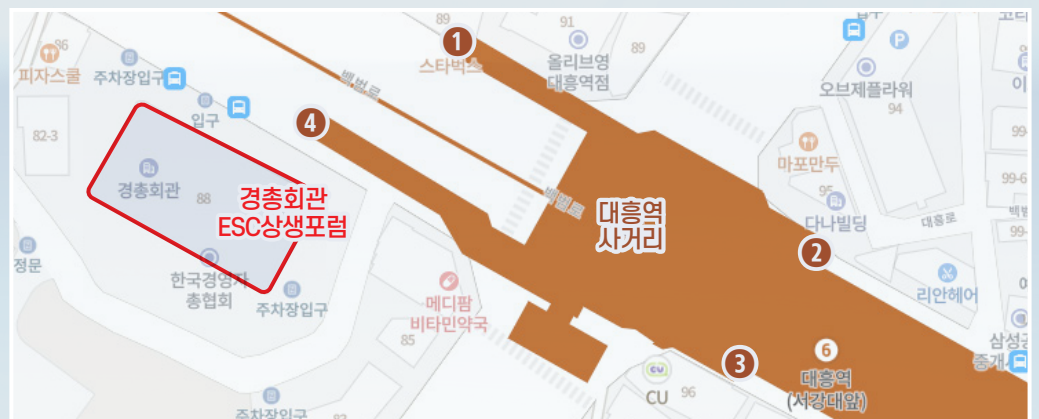 89
91
피자스쿨
86
주차장입구
1
스타벅스
올리브영
대흥역점
89
P
오브제플라워
94
백범로
입구
82-3
4
경총회관
88
경총회관
ESC상생포럼
한국경영자
총협회
주차장입구
정문
백범로
대흥역
사거리
마포만두
95
다나빌딩
대흥로
99-6
2
리안헤어
메디팜
비타민약국
85
3
CU
CU
96
6
대흥역
(서강대앞)
주차장입구